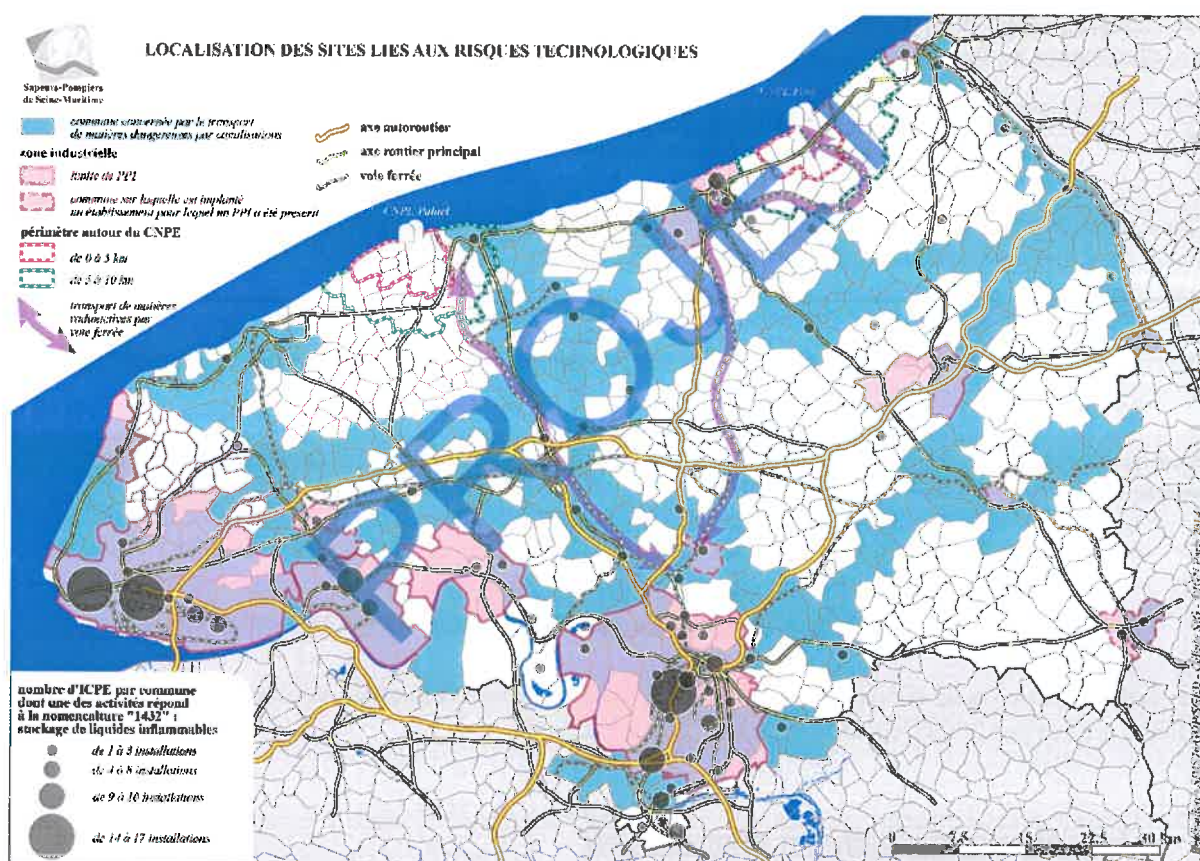 LOCALISATION DES SITES LIES AUX RISQUES TECHNOLOGIQUES
Sapeurs-Pompiers
de Seine-Maritime
commune concernée par le transport
de matières dangereuses par canalisations
zone industrielle
limite de PPI
commune sur laquelle est implanté
un établissement pour lequel un PPI a été prescrit
périmètre autour du CNPE
de 0 à 5 km
de 5 à 10 km
transport de matières
radioactives par
voie ferrée
axe autoroutier
axe routier principal
voie ferrée
CNPE Penly
CNPE Paluel
PROJET
nombre d'ICPE par commune
dont une des activités répond
à la nomenculture "1432" :
stockage de liquides inflammables
de 1 à 3 installations
de 4 à 8 installations
de 9 à 10 installations
de 14 à 17 installations
0 7,5 15 22,5 30 km